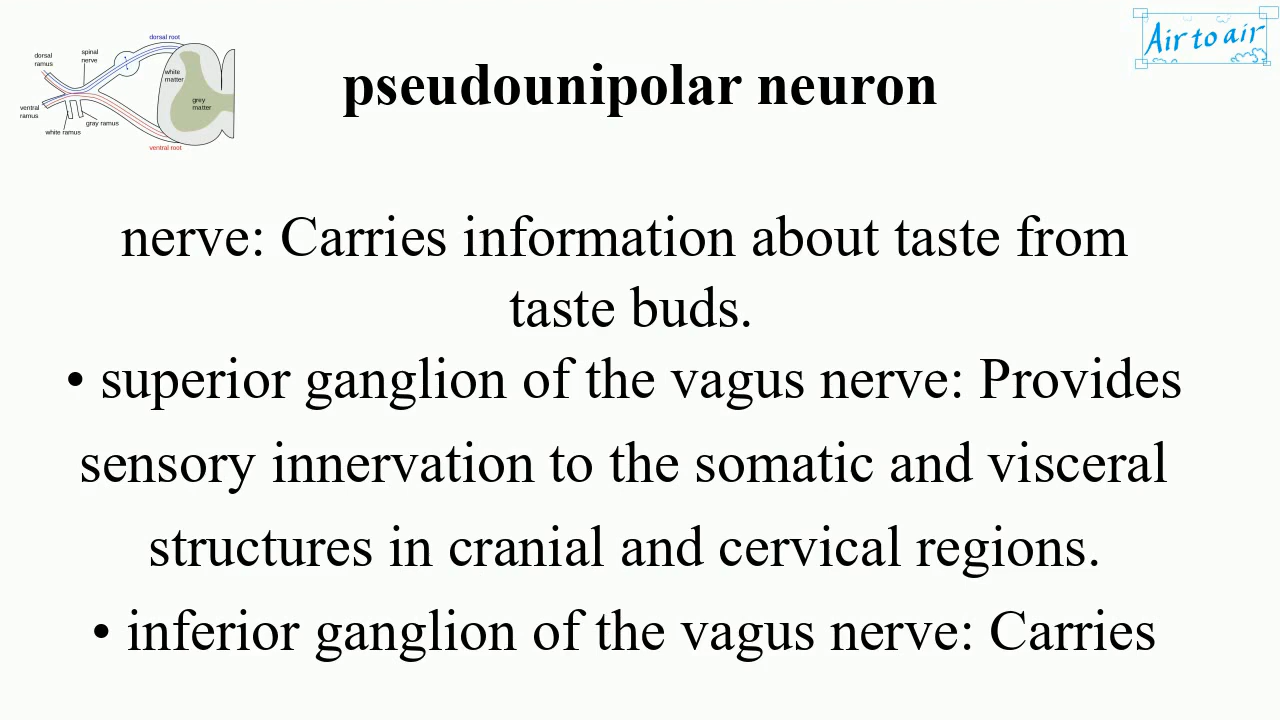 dorsal root
dorsal
ramus
spinal
nerve
white
matter
grey
matter
ventral
ramus
gray ramus
white ramus
ventral root
Air to air
pseudounipolar neuron
nerve: Carries information about taste from
taste buds.
• superior ganglion of the vagus nerve: Provides
sensory innervation to the somatic and visceral
structures in cranial and cervical regions.
• inferior ganglion of the vagus nerve: Carries